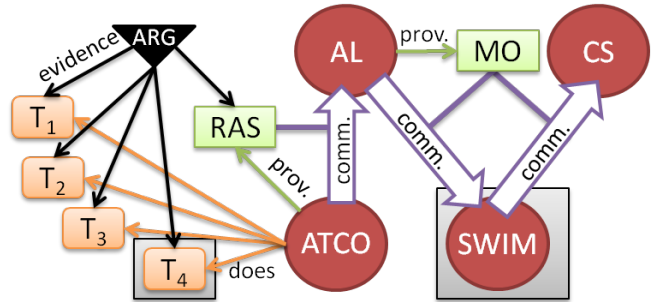 ARG
AL
prov.
MO
CS
evidence
T1
RAS
comm.
comm.
comm.
T2
prov.
T3
ATCO
SWIM
T4
does